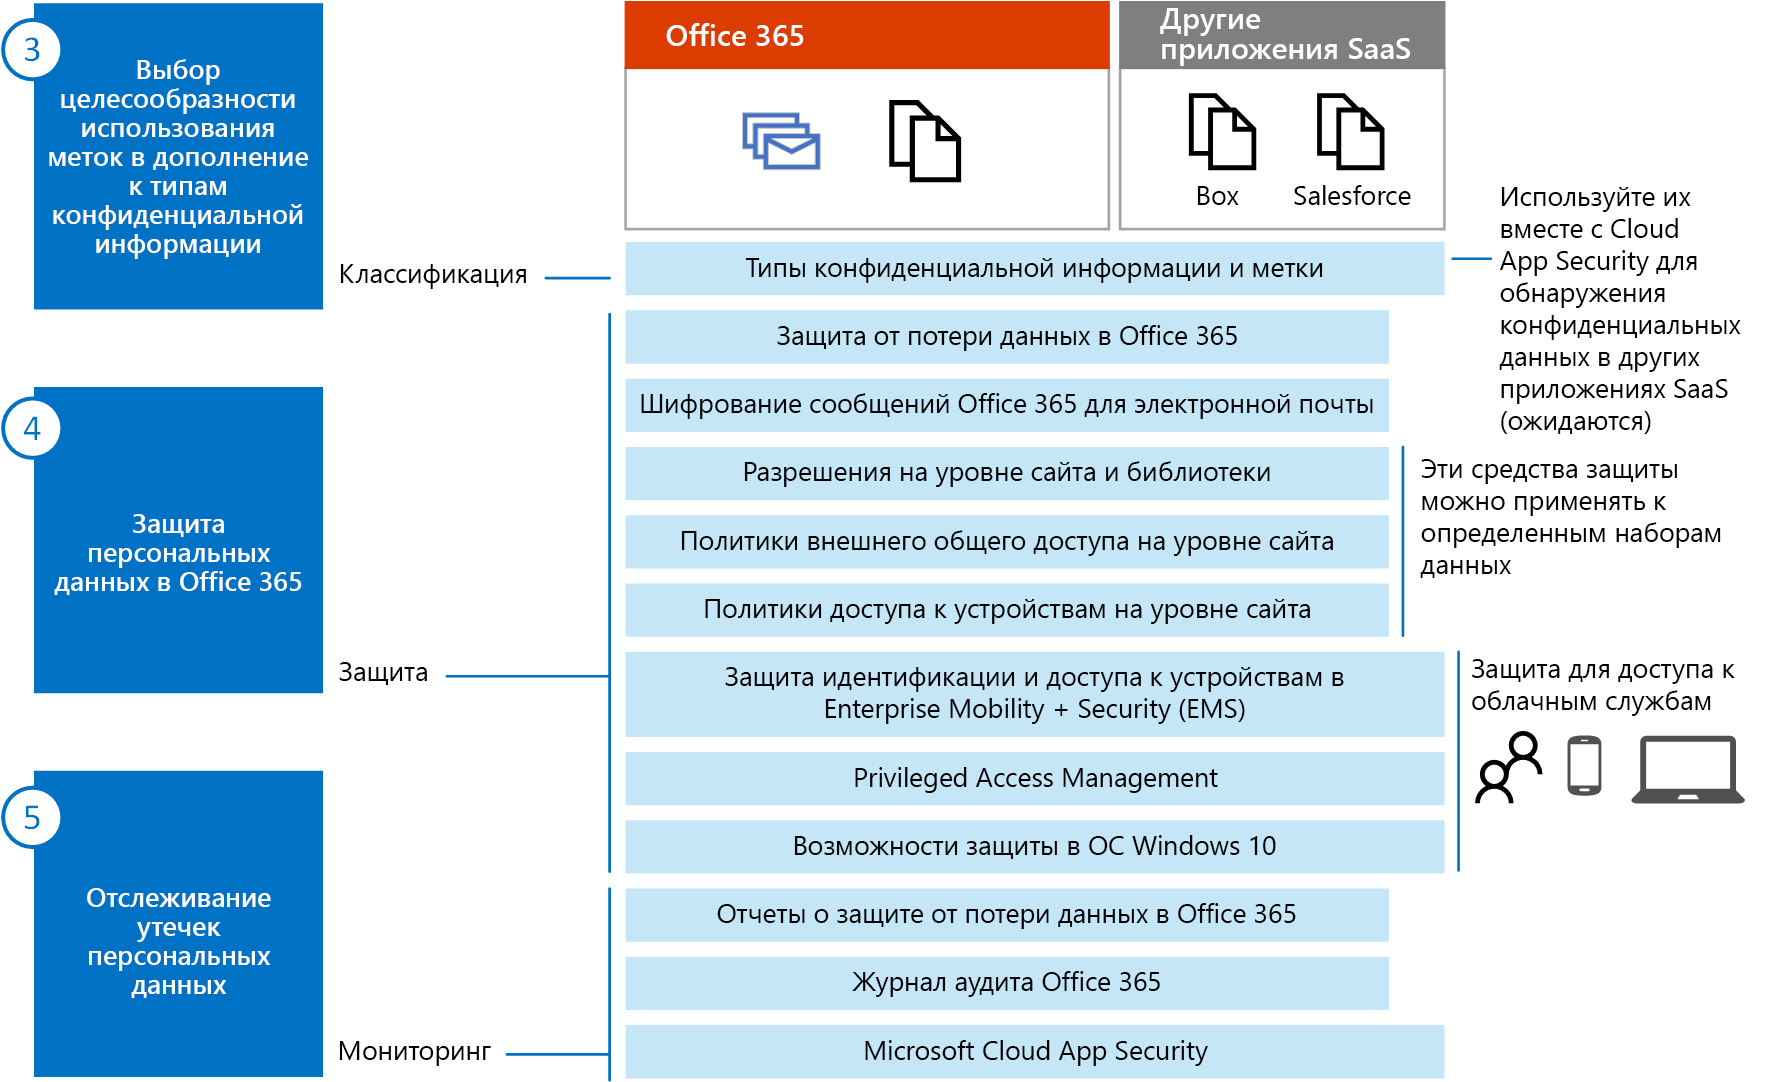 3
Выбор
целесообразности
использования
меток в дополнение
к типам
конфиденциальной
информации
Office 365
Другие
приложения SaaS
Box
Salesforce
Классификация
Типы конфиденциальной информации и метки
Используйте их
вместе с Cloud
App Security для
обнаружения
конфиденциальных
данных в других
приложениях SaaS
(ожидаются)
4
Защита
персональных
данных в Office 365
Защита
Защита от потери данных в Office 365
Шифрование сообщений Office 365 для электронной почты
Разрешения на уровне сайта и библиотеки
Политики внешнего общего доступа на уровне сайта
Политики доступа к устройствам на уровне сайта
Эти средства защиты
можно применять к
определенным наборам
данных
Защита идентификации и доступа к устройствам в
Enterprise Mobility + Security (EMS)
Privileged Access Management
Возможности защиты в ОС Windows 10
Защита для доступа к
облачным службам
5
Отслеживание
утечек
персональных
данных
Мониторинг
Отчеты о защите от потери данных в Office 365
Журнал аудита Office 365
Microsoft Cloud App Security